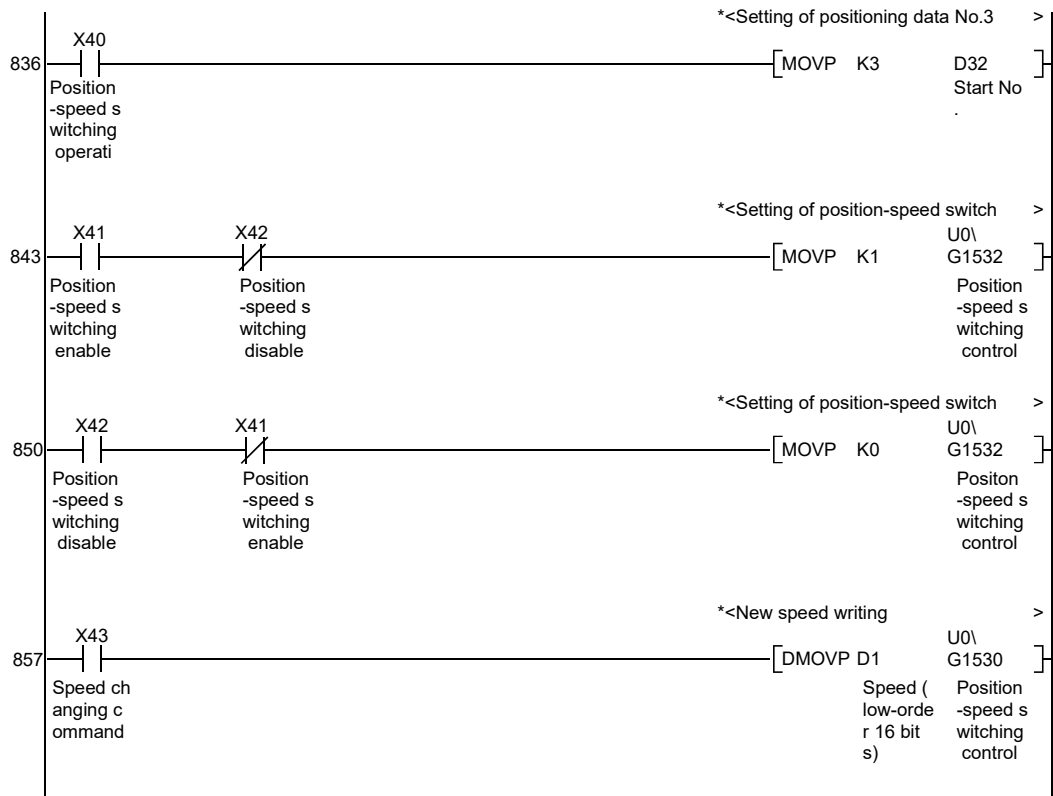 *<Setting of positioning data No.3 >
X40
836 MOVP K3 D32
Position
-speed s
witching
operati
Start No
.
*<Setting of position-speed switch >
X41 X42 U0\
843 MOVP K1 G1532
Position Position Position
-speed s -speed s -speed s
witching witching witching
enable disable control
*<Setting of position-speed switch >
X42 X41 U0\
850 MOVP K0 G1532
Position Position Positon
-speed s -speed s -speed s
witching witching witching
disable enable control
*<New speed writing >
X43 U0\
857 DMOVP D1 G1530
Speed ch Speed ( Position
anging c low-orde -speed s
ommand r 16 bit witching
s) control